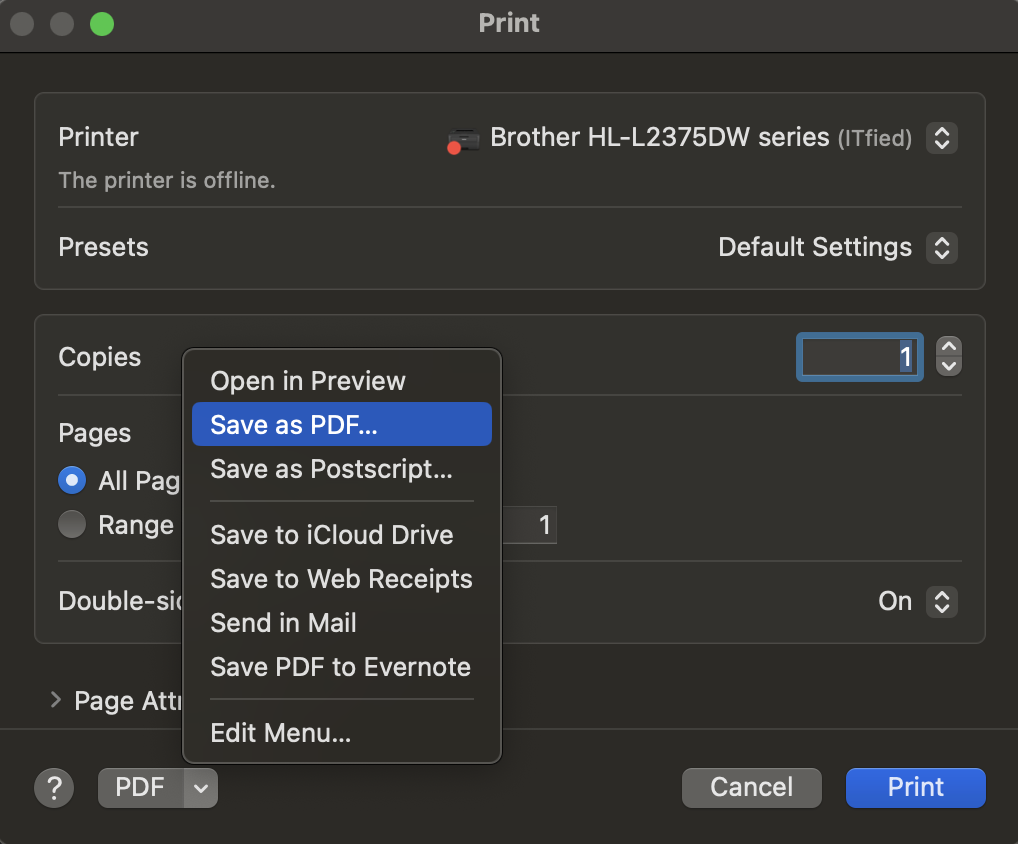 Print
Printer
Brother HL-L2375DW series (ITfied)
The printer is offline.
Presets
Default Settings
Copies
1
Open in Preview
Save as PDF...
Pages
Save as Postscript...
All Pag
Range
1
Save to iCloud Drive
Save to Web Receipts
Double-sid
On
Send in Mail
Save PDF to Evernote
Page Attr
Edit Menu...
?
PDF
Cancel
Print